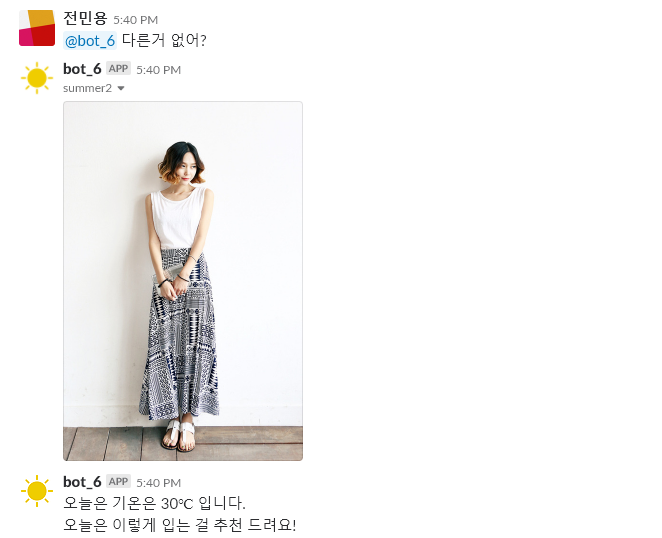 전민용 5:40 PM
@bot_6 다른거 없어?
bot_6 APP 5:40 PM
summer2
bot_6 APP 5:40 PM
오늘은 기온은 30℃ 입니다.
오늘은 이렇게 입는 걸 추천 드려요!